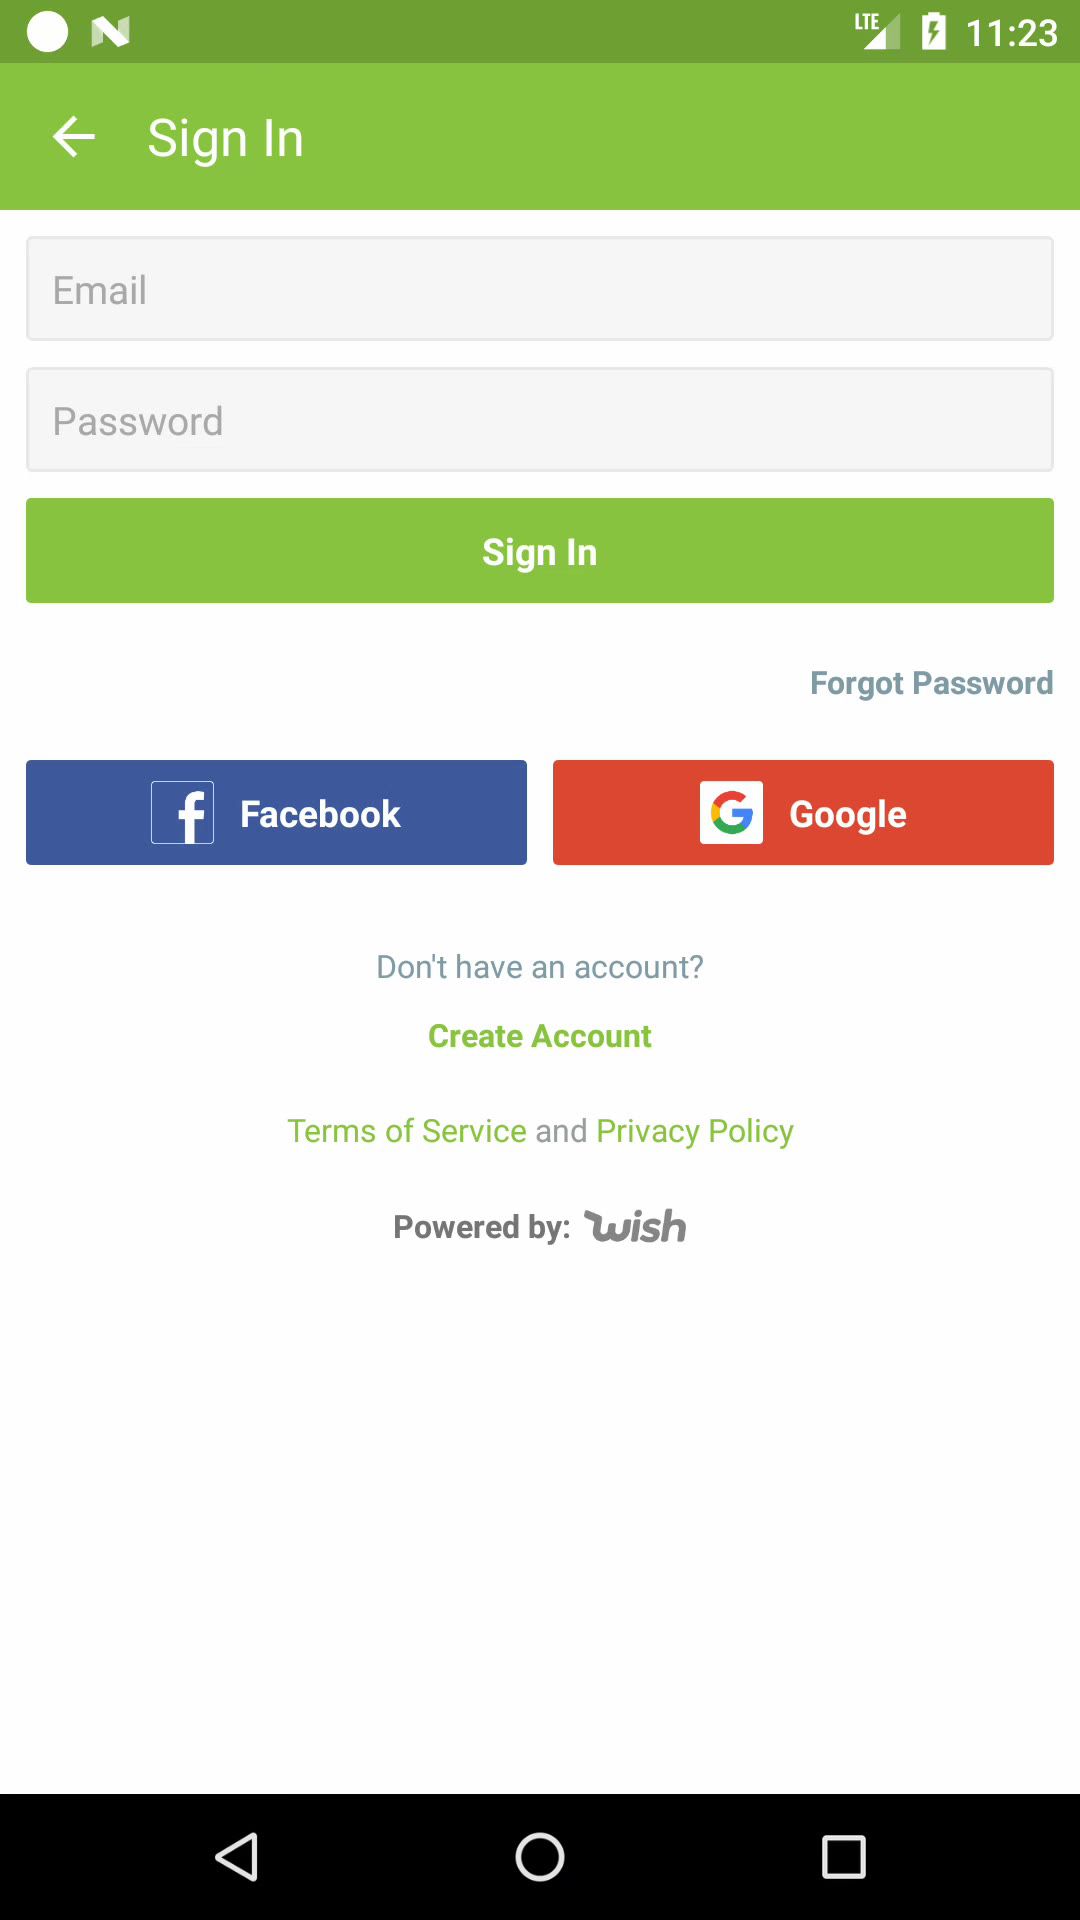 LTE 11:23
Sign In
Email
Password
Sign In
Forgot Password
Facebook Google
Don't have an account?
Create Account
Terms of Service and Privacy Policy
Powered by: wish